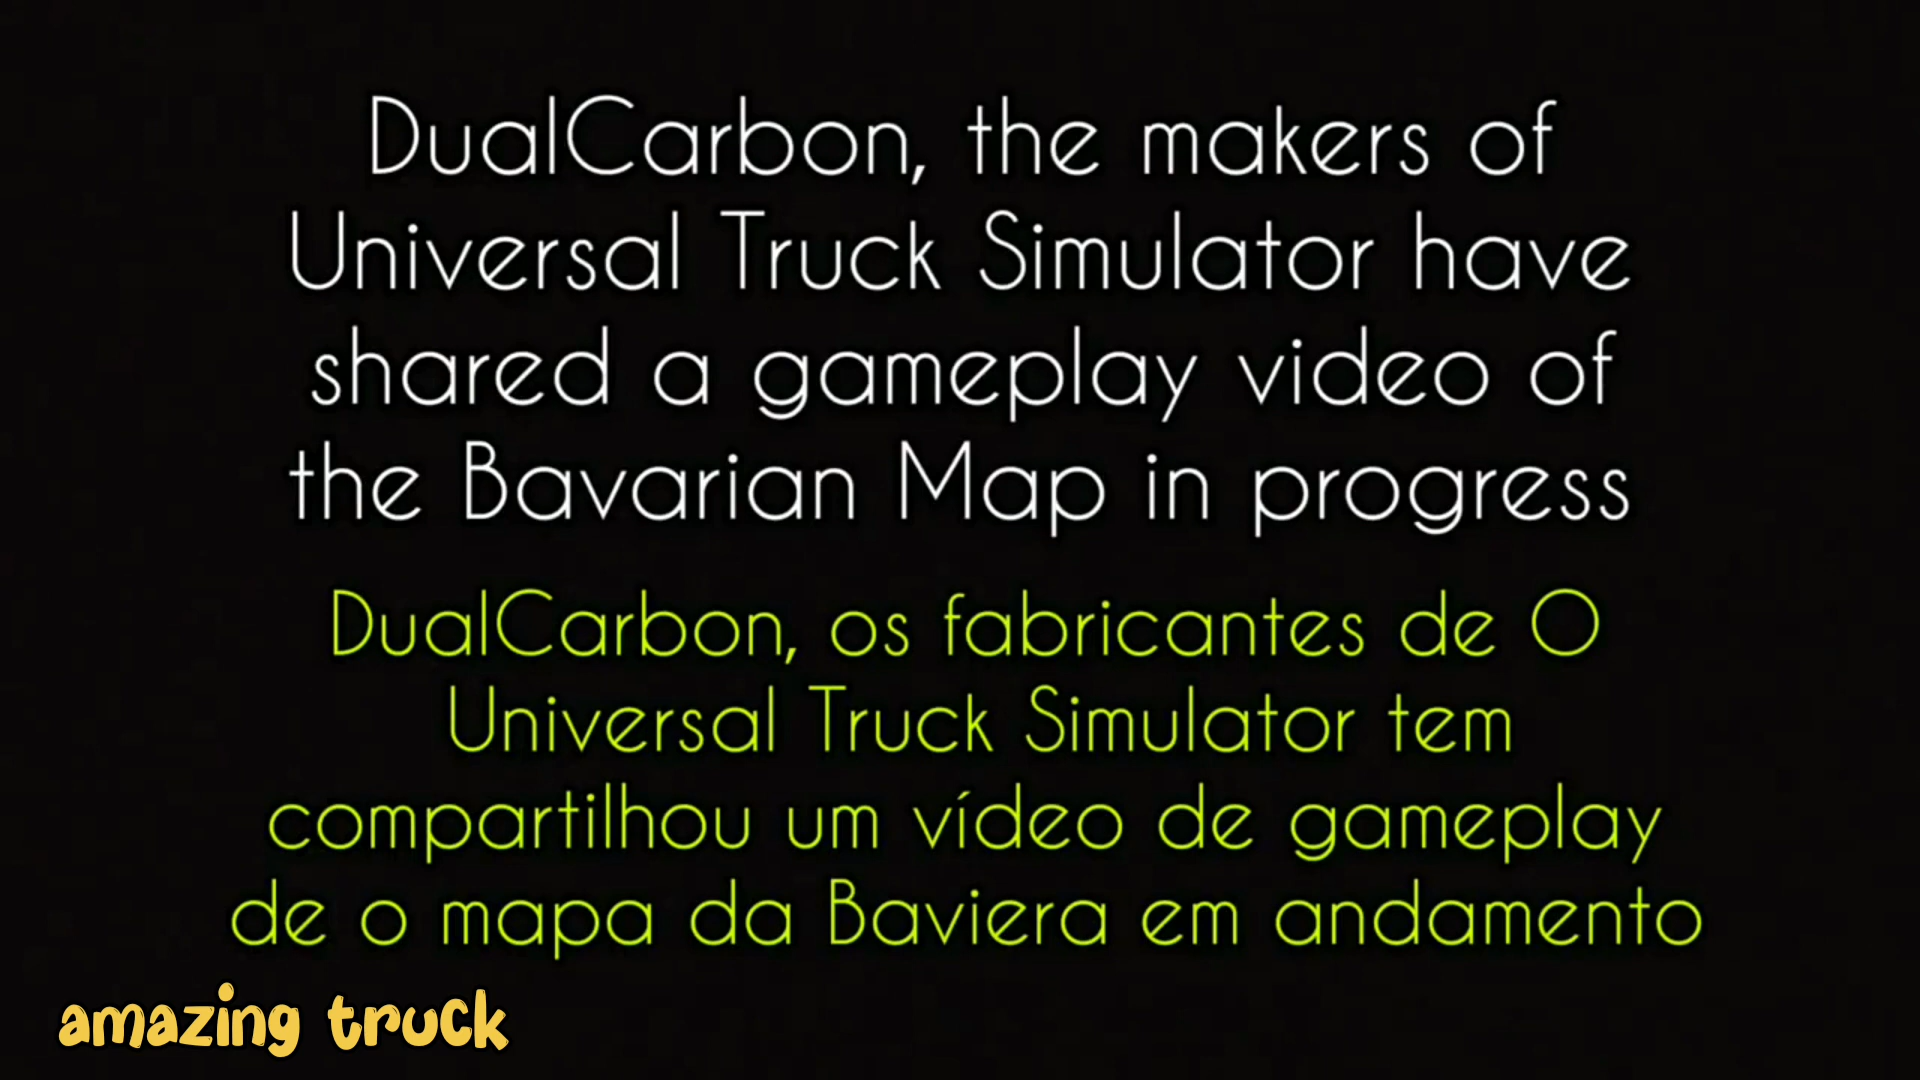 DualCarbon, the makers of
Universal Truck Simulator have
shared a gameplay video of
the Bavarian Map in progress
DualCarbon, os fabricantes de O
Universal Truck Simulator tem
compartilhou um vídeo de gameplay
de o mapa da Baviera em andamento
amazing truck